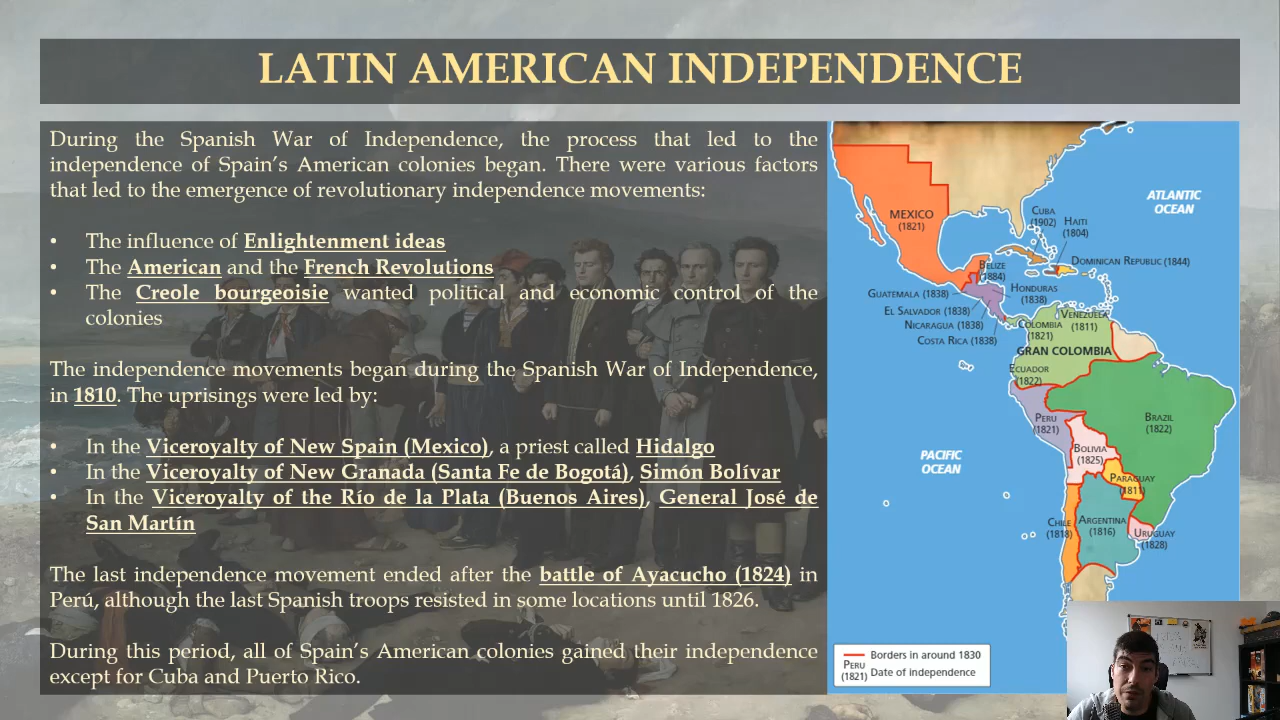 LATIN AMERICAN INDEPENDENCE
During the Spanish War of Independence, the process that led to the
independence of Spain's American colonies began. There were various factors
that led to the emergence of revolutionary independence movements:
• The influence of Enlightenment ideas
• The American and the French Revolutions
• The Creole bourgeoisie wanted political and economic control of the
colonies
The independence movements began during the Spanish War of Independence,
in 1810. The uprisings were led by:
• In the Viceroyalty of New Spain (Mexico), a priest called Hidalgo
• In the Viceroyalty of New Granada (Santa Fe de Bogotá), Simón Bolívar
• In the Viceroyalty of the Río de la Plata (Buenos Aires), General José de
San Martín
The last independence movement ended after the battle of Ayacucho (1824) in
Perú, although the last Spanish troops resisted in some locations until 1826.
During this period, all of Spain's American colonies gained their independence
except for Cuba and Puerto Rico.
ATLANTIC
OCEAN
MEXICO
(1821)
CUBA
(1902)
HAITI
(1804)
DOMINICAN REPUBLIC (1844)
BELIZE
(1884)
GUATEMALA (1838)
HONDURAS
(1838)
EL SALVADOR (1838)
NICARAGUA (1838)
COSTA RICA (1838)
VENEZUELA
(1811)
COLOMBIA
(1821)
GRAN COLOMBIA
ECUADOR
(1822)
PERU
(1821)
BRAZIL
(1822)
BOLIVIA
(1825)
PACIFIC
OCEAN
PARAGUAY
(1811)
CHILE
(1818)
ARGENTINA
(1816)
URUGUAY
(1828)
Borders in around 1830
PERU
(1821) Date of independence